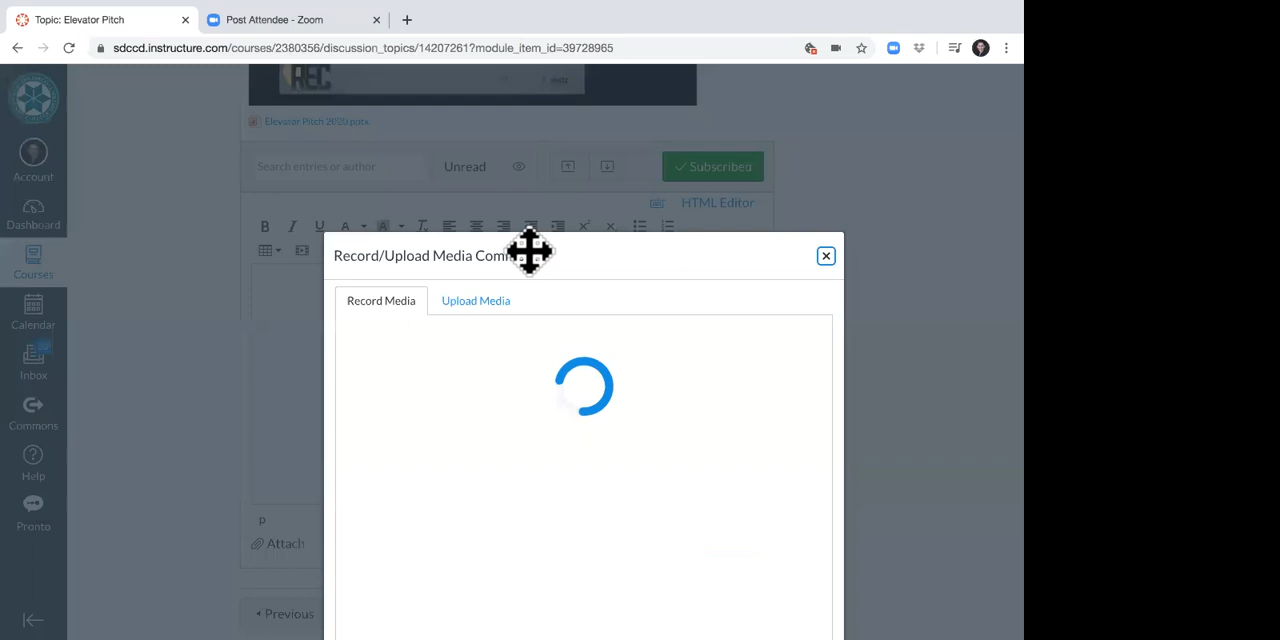 Topic: Elevator Pitch
Post Attendee - Zoom
sdccd.instructure.com/courses/2380356/discussion_topics/14207261?module_item_id=39728965
REC
Elevator Pitch 2020.pptx
Search entries or author
Unread
Subscribed
HTML Editor
B I U A A
Record/Upload Media Com
Record Media
Upload Media
Account
Dashboard
Courses
Calendar
Inbox
Commons
Help
Pronto
p
Attach
Previous